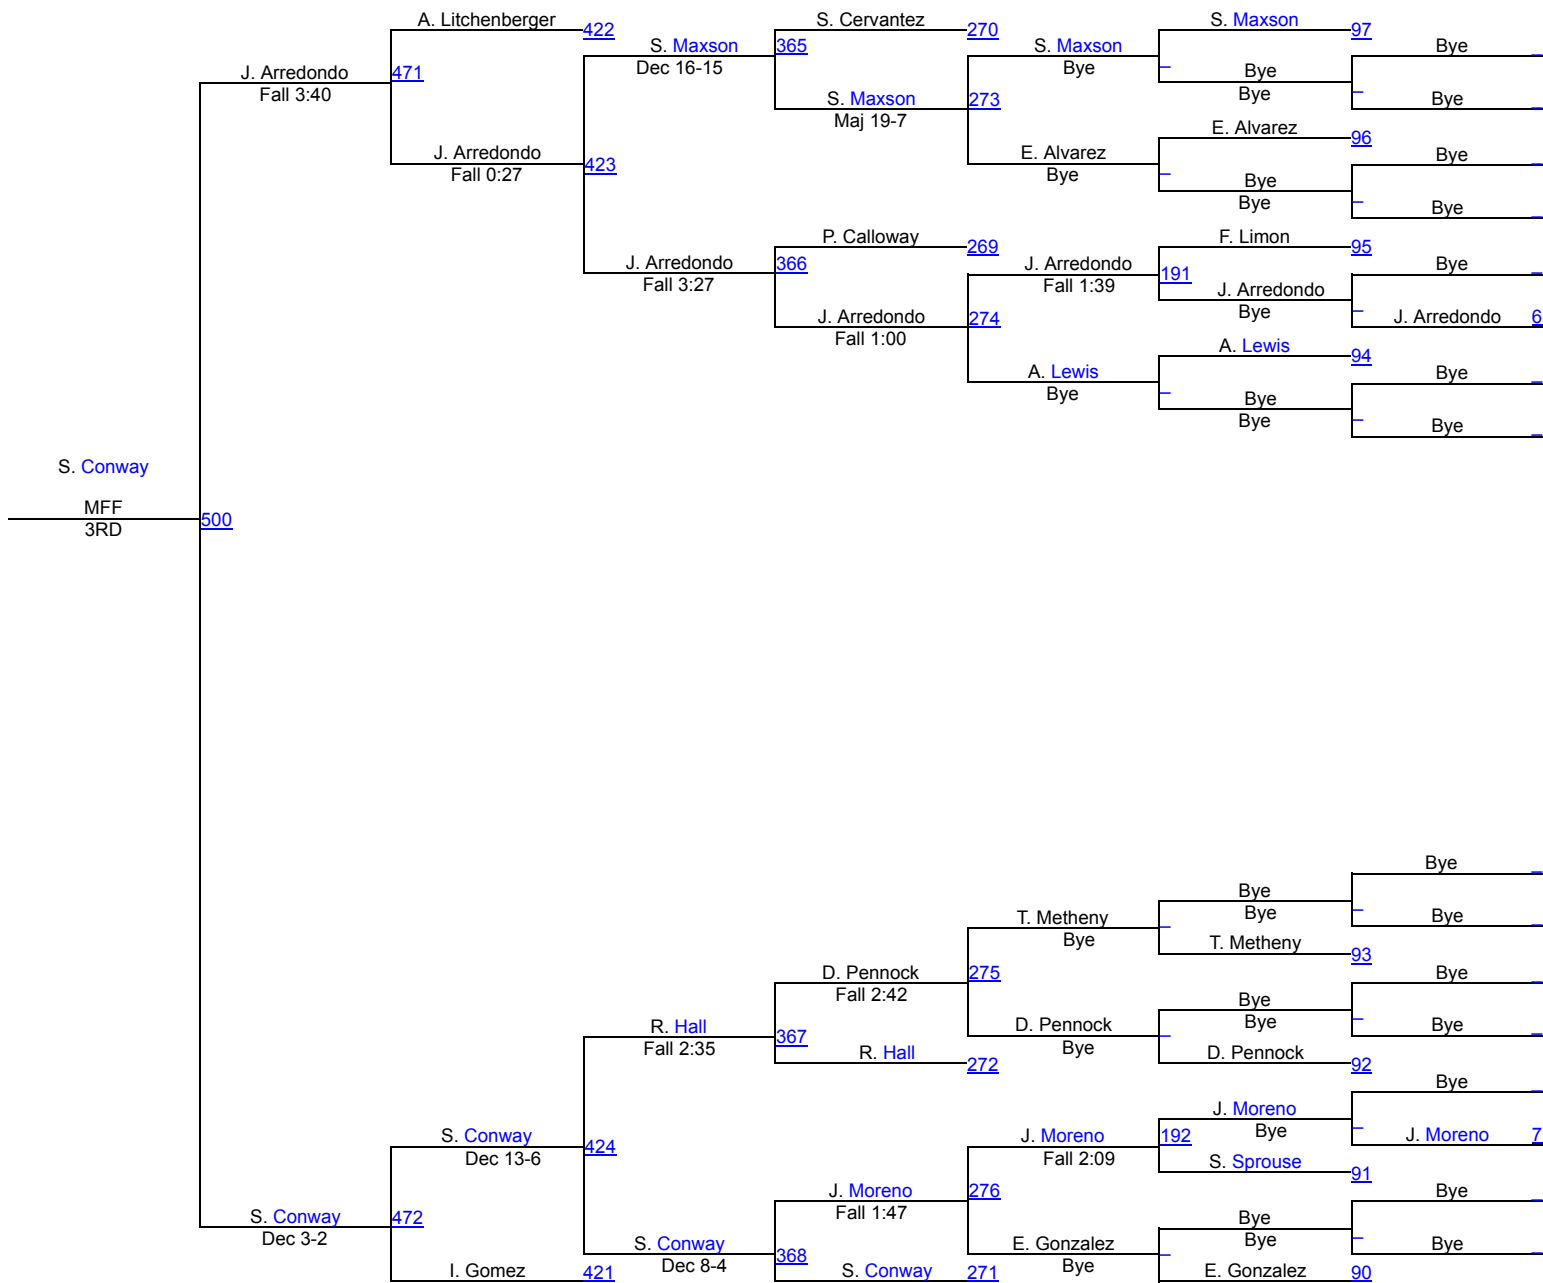 A. Litchenberger
422
S. Cervantez
270
S. Maxson
97
S. Maxson
Dec 16-15
365
S. Maxson
Bye
Bye
_
J. Arredondo
Fall 3:40
471
_
Bye
Bye
_
S. Maxson
Maj 19-7
273
Bye
_
E. Alvarez
96
J. Arredondo
Fall 0:27
423
E. Alvarez
Bye
_
Bye
Bye
Bye
_
_
Bye
_
P. Calloway
269
F. Limon
95
J. Arredondo
Fall 3:27
366
J. Arredondo
Fall 1:39
191
Bye
_
J. Arredondo
Bye
_
J. Arredondo
Fall 1:00
274
J. Arredondo
6
A. Lewis
94
A. Lewis
Bye
_
Bye
_
Bye
Bye
_
Bye
_
S. Conway
MFF
3RD
500
Bye
_
Bye
Bye
_
T. Metheny
Bye
_
Bye
_
T. Metheny
93
D. Pennock
Fall 2:42
275
Bye
_
Bye
Bye
_
R. Hall
Fall 2:35
367
D. Pennock
Bye
_
Bye
_
R. Hall
272
D. Pennock
92
Bye
_
J. Moreno
Bye
_
S. Conway
Dec 13-6
424
J. Moreno
Fall 2:09
192
J. Moreno
7
S. Sprouse
91
J. Moreno
Fall 1:47
276
Bye
_
S. Conway
Dec 3-2
472
Bye
Bye
_
S. Conway
Dec 8-4
368
E. Gonzalez
Bye
_
Bye
_
I. Gomez
421
S. Conway
271
E. Gonzalez
90